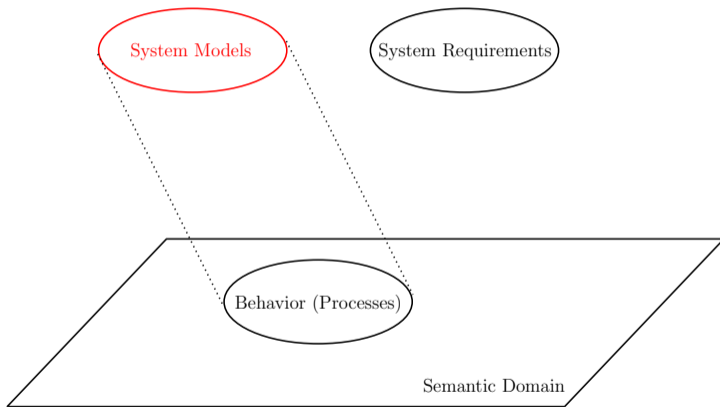 System Models
System Requirements
Behavior (Processes)
Semantic Domain